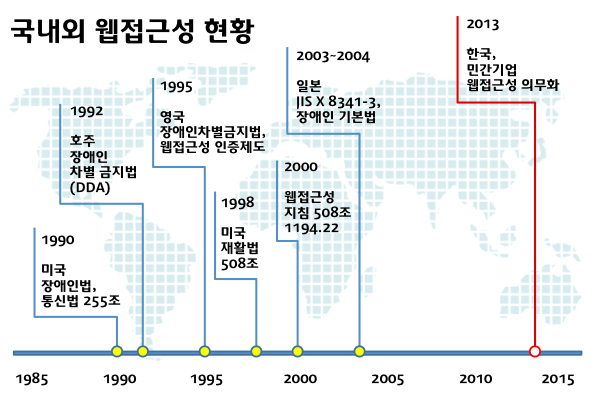 국내외 웹접근성 현황
1990
미국
장애인법,
통신법 255조
1992
호주
장애인
차별 금지법
(DDA)
1995
영국
장애인차별금지법,
웹접근성 인증제도
1998
미국
재활법
508조
2000
웹접근성
지침 508조
1194.22
2003~2004
일본
JIS X 8341-3,
장애인 기본법
2013
한국,
민간기업
웹접근성 의무화
1985 1990 1995 2000 2005 2010 2015